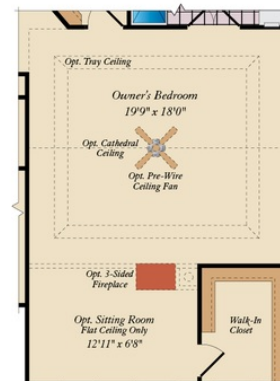 Opt. Tray Ceiling
Owner's Bedroom
19'9" x 18'0"
Opt. Cathedral
Ceiling
Opt. Pre-Wire
Ceiling Fan
Opt. 3-Sided
Fireplace
Opt. Sitting Room
Flat Ceiling Only
12'11" x 6'8"
Walk-In
Closet